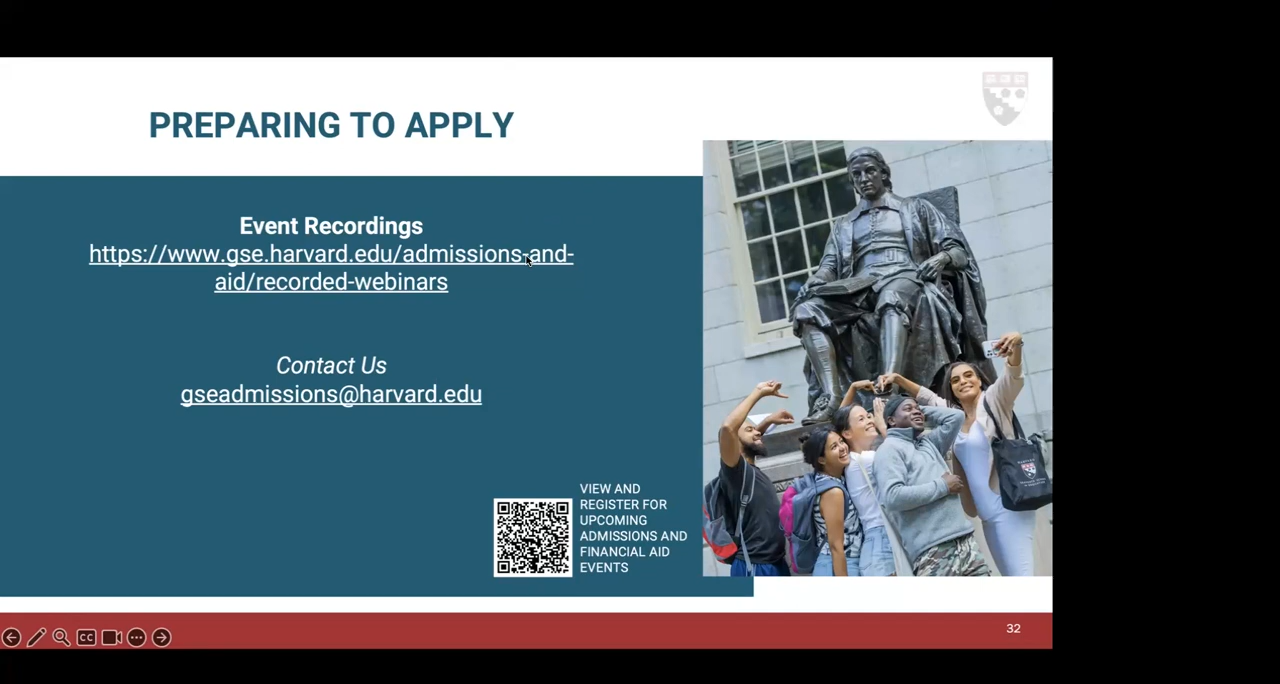 PREPARING TO APPLY
Event Recordings
https://www.gse.harvard.edu/admissions-and-
aid/recorded-webinars
Contact Us
gseadmissions@harvard.edu
VIEW AND
REGISTER FOR
UPCOMING
ADMISSIONS AND
FINANCIAL AID
EVENTS
CC
32